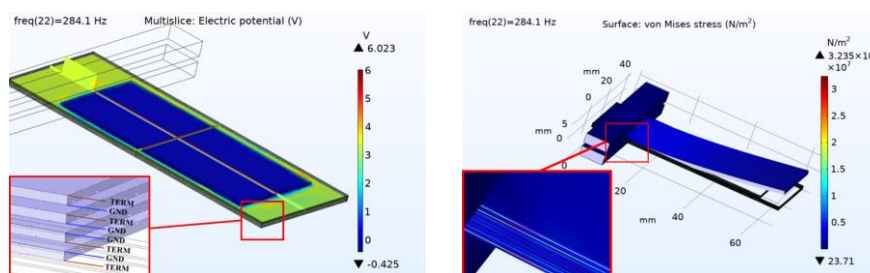 freq(22)=284.1 Hz
Multislice: Electric potential (V)
V
▲ 6.023
6
5
4
3
2
1
0
▼ -0.425
TERM
GND
TERM
GND
GND
TERM
GND
TERM
freq(22)=284.1 Hz
Surface: von Mises stress (N/m²)
N/m²
▲ 3.235×10
×10⁷
3
2.5
2
1.5
1
0.5
▼ 23.71
mm
40
20
0
5
mm
0
0
20
mm
40
60